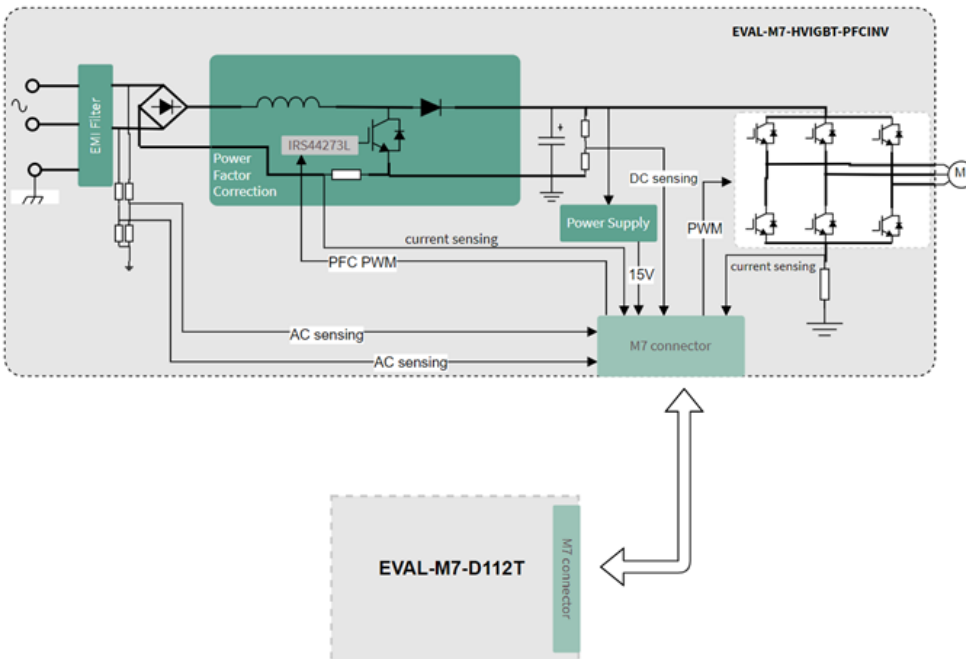 EVAL-M7-HVIGBT-PFCINV
EMI Filter
IRS44273L
Power
Factor
Correction
+
DC sensing
M
Power Supply
PWM
current sensing
PFC PWM
15V
current sensing
AC sensing
M7 connector
AC sensing
EVAL-M7-D112T
M7 connector